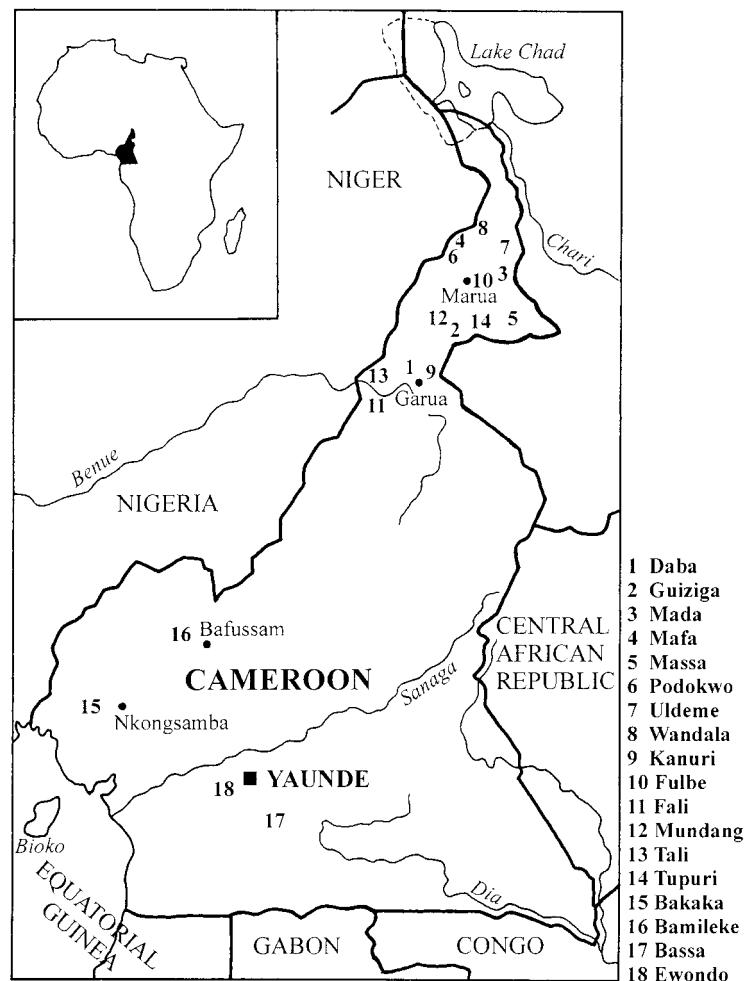 Lake Chad
NIGER
Chari
8
4
7
6
3
10
Marua
12
14
5
2
13
1
9
Garua
11
Benue
NIGERIA
16
Bafussam
CENTRAL
AFRICAN
REPUBLIC
CAMEROON
Sanaga
15
Nkongsamba
18
YAUNDE
17
Bioko
EQUATORIAL
GUINEA
Dia
GABON
CONGO
1 Daba
2 Guiziga
3 Mada
4 Mafa
5 Massa
6 Podokwo
7 Uldeme
8 Wandala
9 Kanuri
10 Fulbe
11 Fali
12 Mundang
13 Tali
14 Tupuri
15 Bakaka
16 Bamileke
17 Bassa
18 Ewondo